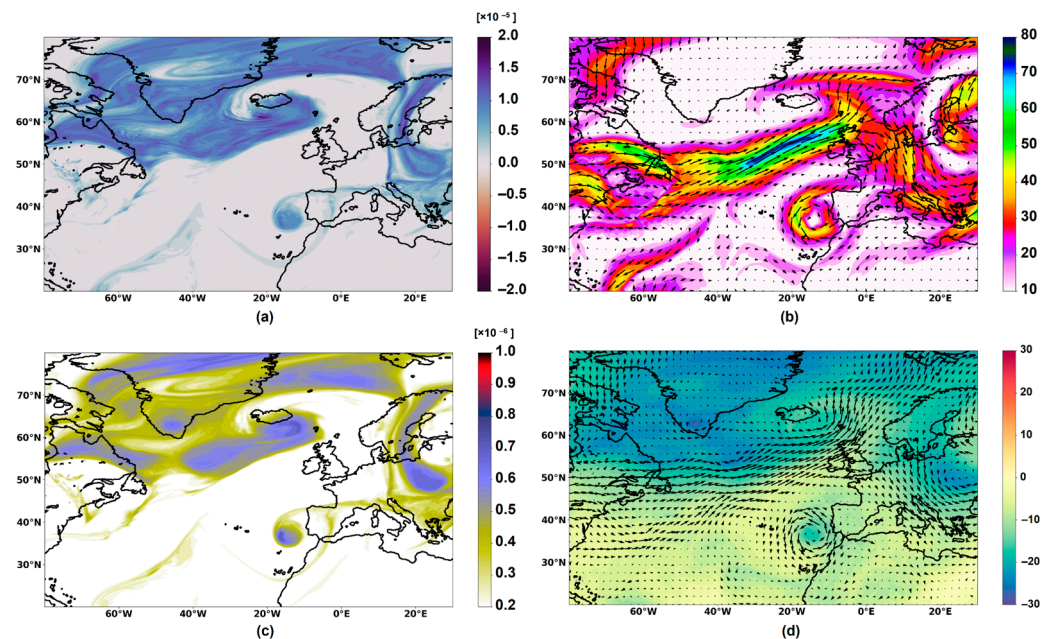 [×10 ⁻⁵]
2.0
1.5
1.0
0.5
0.0
−0.5
−1.0
−1.5
−2.0
70°N
60°N
50°N
40°N
30°N
60°W 40°W 20°W 0°E 20°E
(a)
80
70
60
50
40
30
20
10
70°N
60°N
50°N
40°N
30°N
60°W 40°W 20°W 0°E 20°E
(b)
[×10 ⁻⁶]
1.0
0.9
0.8
0.7
0.6
0.5
0.4
0.3
0.2
70°N
60°N
50°N
40°N
30°N
60°W 40°W 20°W 0°E 20°E
(c)
30
20
10
0
−10
−20
−30
70°N
60°N
50°N
40°N
30°N
60°W 40°W 20°W 0°E 20°E
(d)